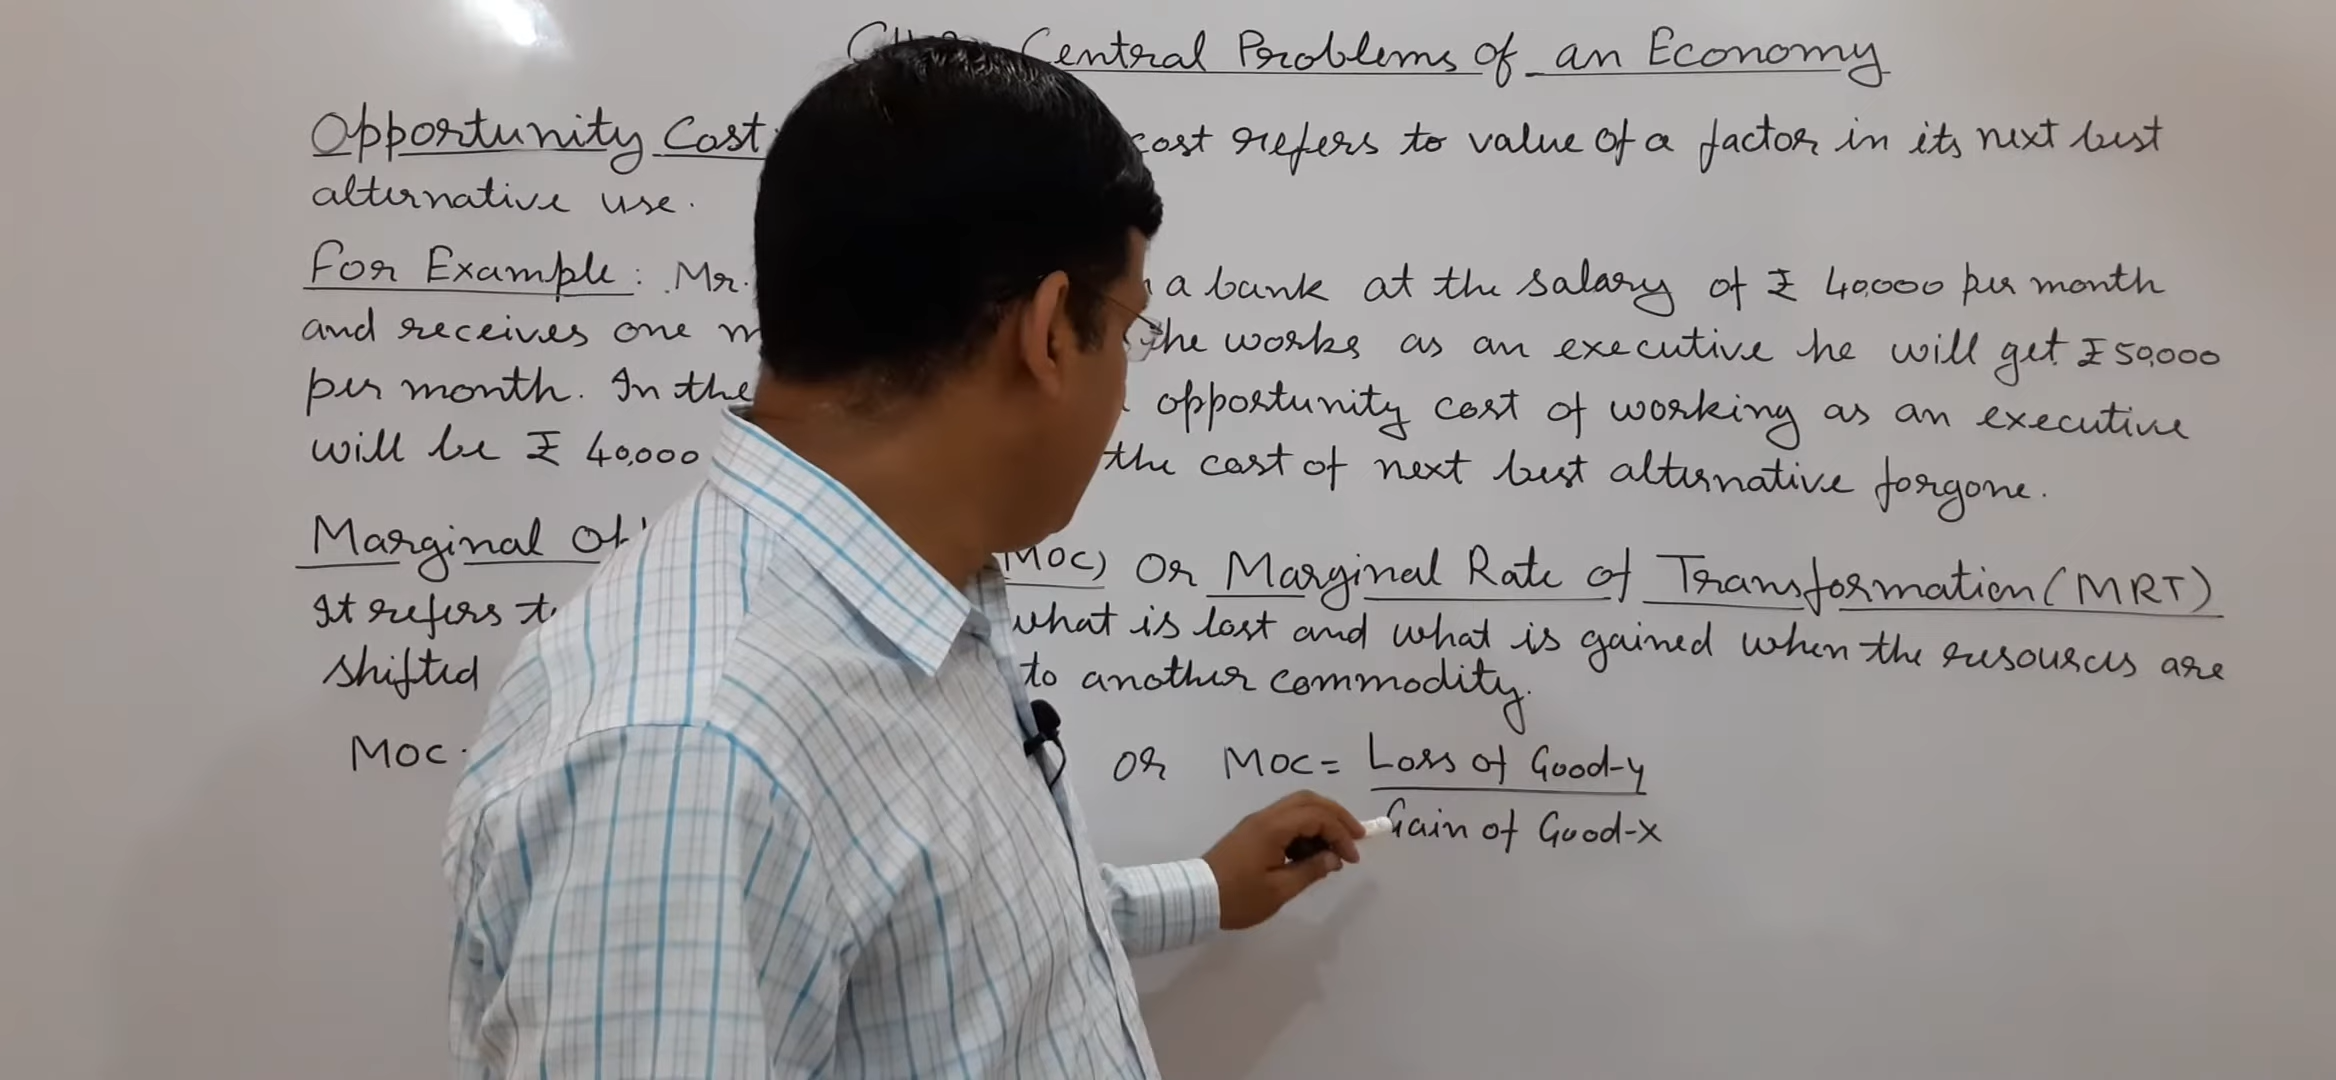 Central Problems of an Economy
Opportunity Cost: cost refers to value of a factor in its next best
alternative use.
For Example: Mr. a bank at the salary of ₹ 40,000 per month
and receives one he works as an executive he will get ₹ 50,000
per month. In the opportunity cost of working as an executive
will be ₹ 40,000 the cost of next best alternative forgone.
Marginal (MOC) Or Marginal Rate of Transformation (MRT)
It refers what is lost and what is gained when the resources are
shifted to another commodity.
MOC or MOC = Loss of Good-y
Gain of Good-x